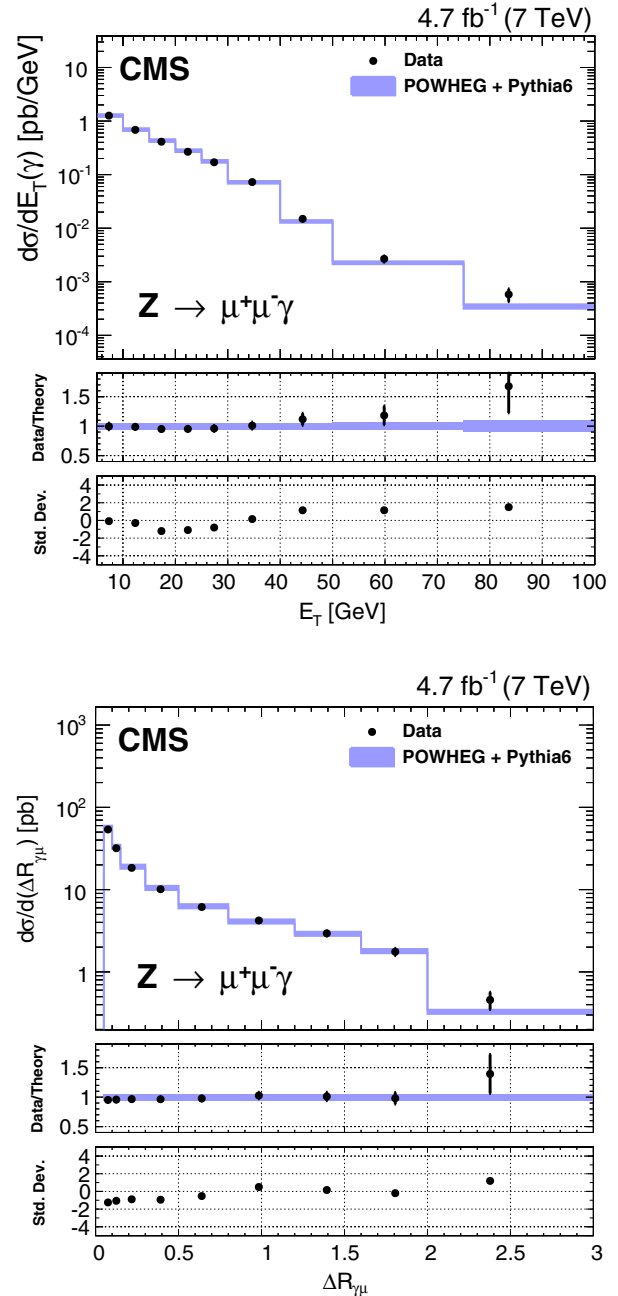 4.7 fb⁻¹ (7 TeV)
CMS
Data
POWHEG + Pythia6
dσ/dE_T(γ) [pb/GeV]
10
1
10⁻¹
10⁻²
10⁻³
10⁻⁴
Z → μ⁺μ⁻γ
Data/Theory
1.5
1
0.5
Std. Dev.
4
2
0
-2
-4
10 20 30 40 50 60 70 80 90 100
E_T [GeV]
4.7 fb⁻¹ (7 TeV)
CMS
Data
POWHEG + Pythia6
dσ/d(ΔR_γμ) [pb]
10³
10²
10
1
Z → μ⁺μ⁻γ
Data/Theory
1.5
1
0.5
Std. Dev.
4
2
0
-2
-4
0 0.5 1 1.5 2 2.5 3
ΔR_γμ